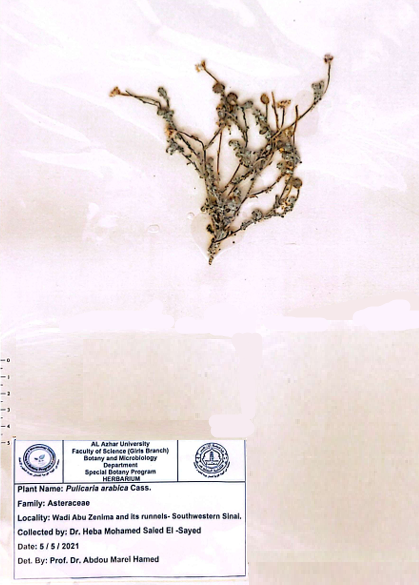 0
1
2
3
4
5
AL Azhar University
Faculty of Science (Girls Branch)
Botany and Microbiology
Department
Special Botany Program
HERBARIUM
Plant Name: Pulicaria arabica Cass.
Family: Asteraceae
Locality: Wadi Abu Zenima and its runnels- Southwestern Sinai.
Collected by: Dr. Heba Mohamed Saied El -Sayed
Date: 5 / 5 / 2021
Det. By: Prof. Dr. Abdou Marei Hamed